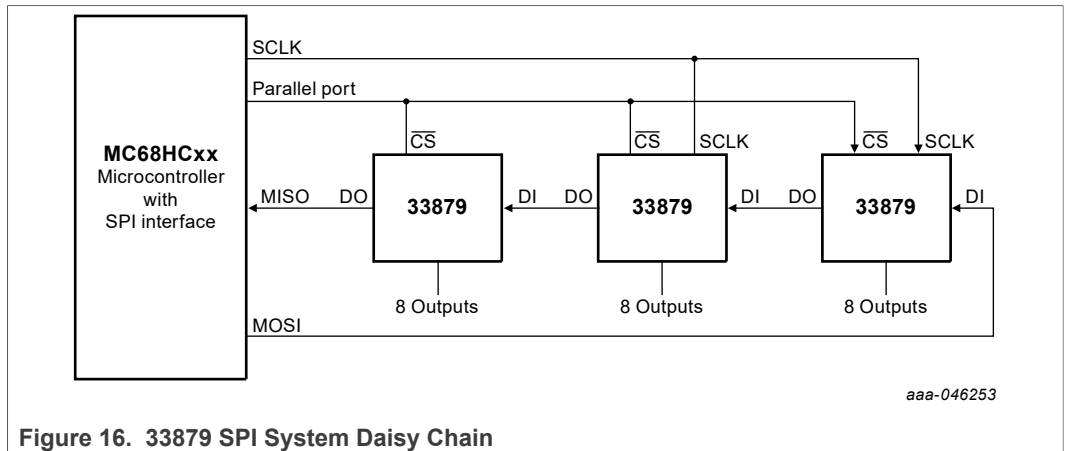 SCLK
Parallel port
CS CS SCLK CS SCLK
MC68HCxx
Microcontroller
with
SPI interface
MISO DO 33879 DI DO 33879 DI DO 33879 DI
8 Outputs 8 Outputs 8 Outputs
MOSI
aaa-046253
Figure 16. 33879 SPI System Daisy Chain